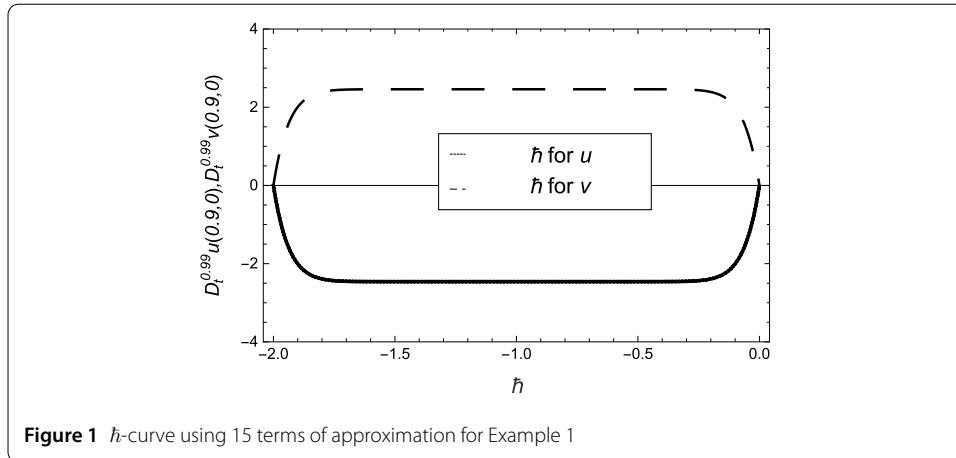 4
2
0
−2
−4
D_t^{0.99}u(0.9,0),D_t^{0.99}v(0.9,0)
ħ for u
ħ for v
−2.0 −1.5 −1.0 −0.5 0.0
ħ
Figure 1 ħ-curve using 15 terms of approximation for Example 1